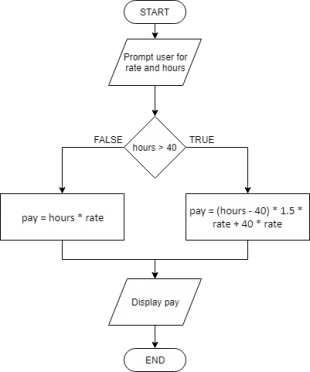 START
Prompt user for
rate and hours
FALSE
hours > 40
TRUE
pay = hours * rate
pay = (hours - 40) * 1.5 *
rate + 40 * rate
Display pay
END